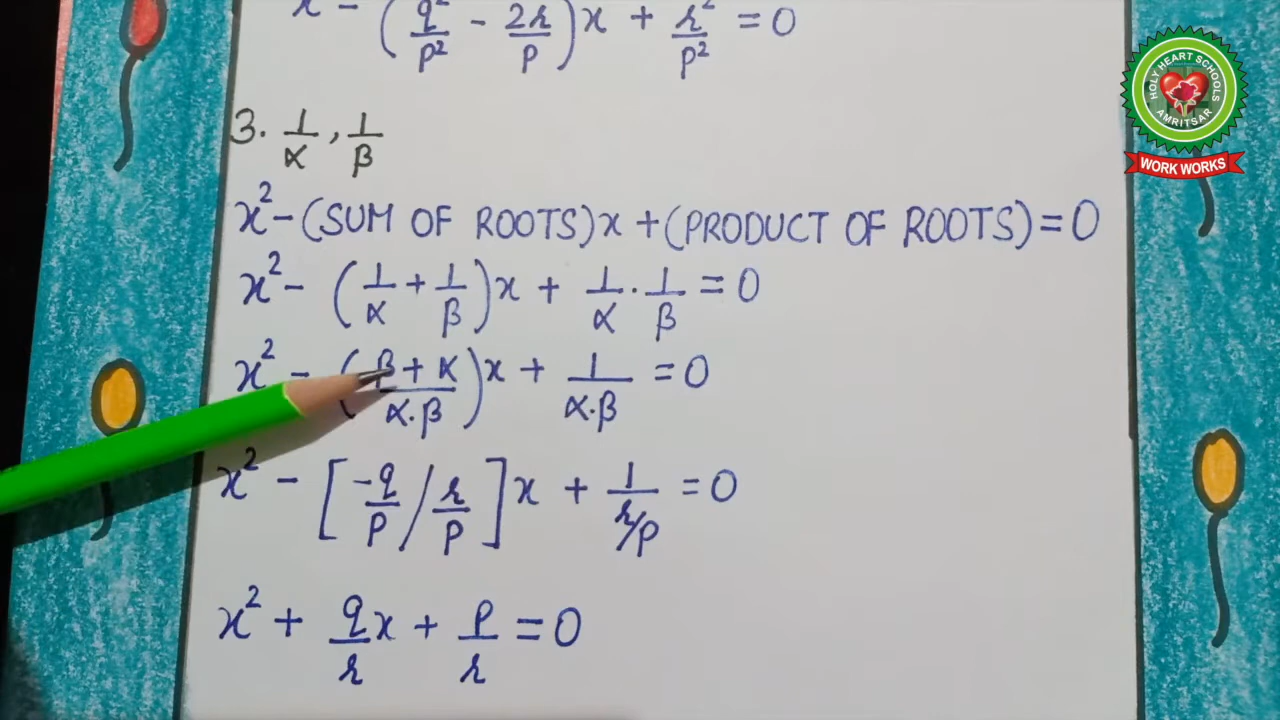 x² - (q²/p² - 2r/p)x + r²/p² = 0
3. 1/α , 1/β
x² - (SUM OF ROOTS)x + (PRODUCT OF ROOTS) = 0
x² - (1/α + 1/β)x + 1/α · 1/β = 0
x² - (β + α/α·β)x + 1/α·β = 0
x² - [-q/p / r/p]x + 1/r/p = 0
x² + q/r x + p/r = 0
HOLY HEART SCHOOLS
AMRITSAR
WORK WORKS